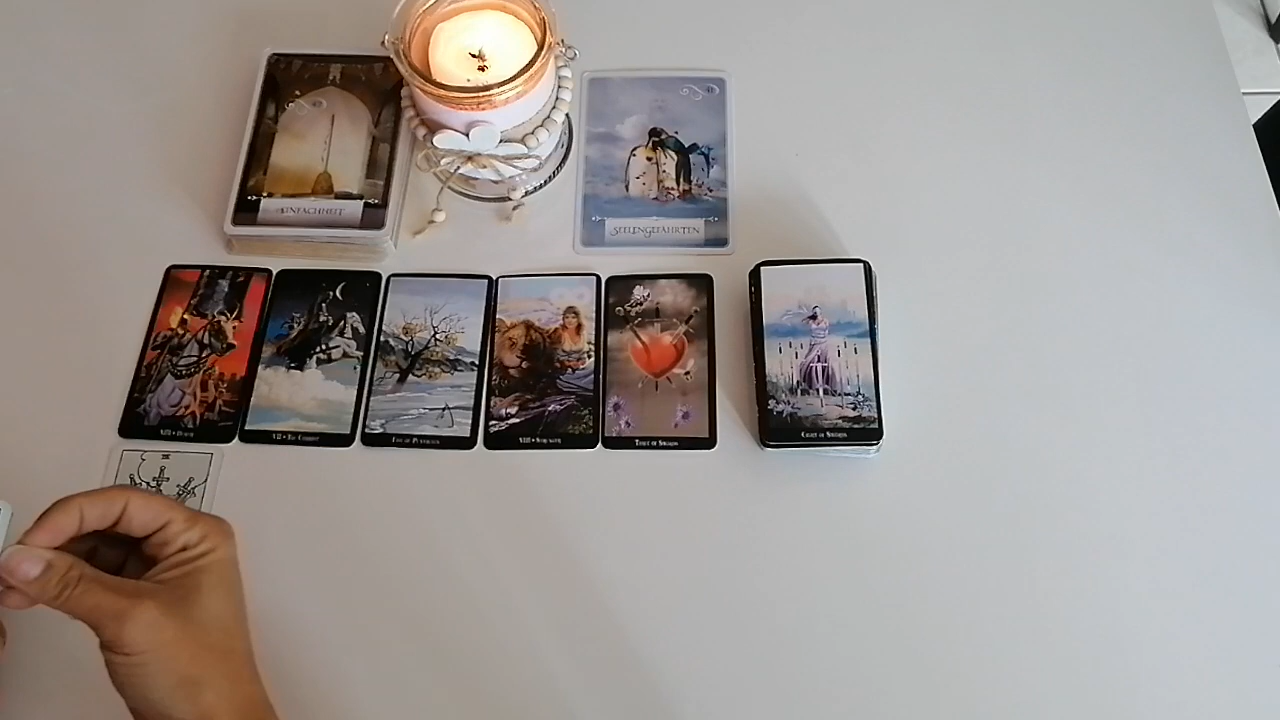 EINFACHHEIT
SEELENGEFÄHRTEN
XIII • DEATH
VII • THE CHARIOT
FIVE OF PENTACLES
VIII • STRENGTH
THREE OF SWORDS
EIGHT OF SWORDS